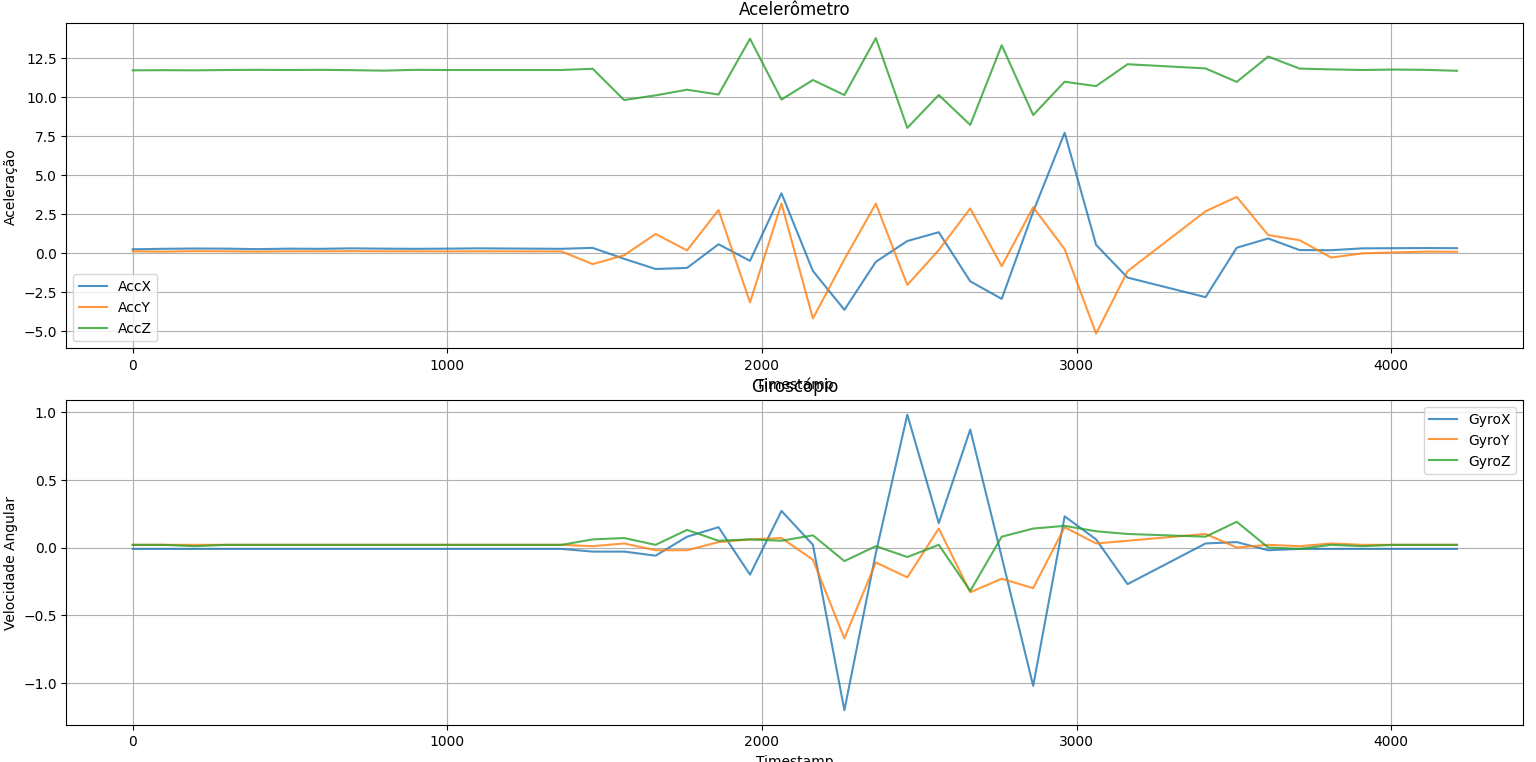 Acelerômetro
Aceleração
12.5
10.0
7.5
5.0
2.5
0.0
−2.5
−5.0
AccX
AccY
AccZ
0
1000
2000
3000
4000
Timestamp
Giroscópio
Velocidade Angular
1.0
0.5
0.0
−0.5
−1.0
GyroX
GyroY
GyroZ
0
1000
2000
3000
4000
Timestamp